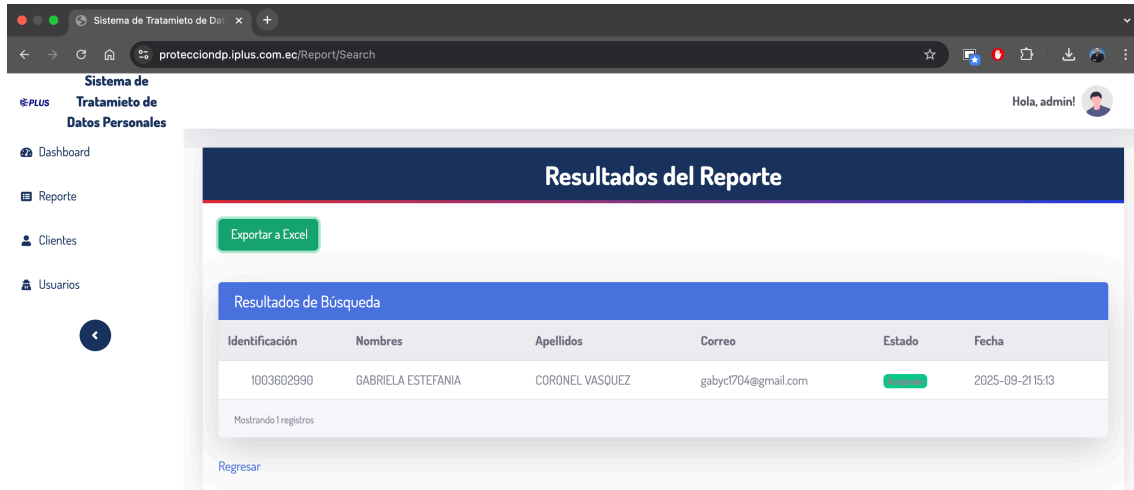 Sistema de Tratamieto de Dat
protecciondp.iplus.com.ec/Report/Search
PLUS
Sistema de
Tratamieto de
Datos Personales
Hola, admin!
Dashboard
Reporte
Clientes
Usuarios
Resultados del Reporte
Exportar a Excel
Resultados de Búsqueda
Identificación Nombres Apellidos Correo Estado Fecha
1003602990 GABRIELA ESTEFANIA CORONEL VASQUEZ gabyc1704@gmail.com 2025-09-21 15:13
Mostrando 1 registros
Regresar